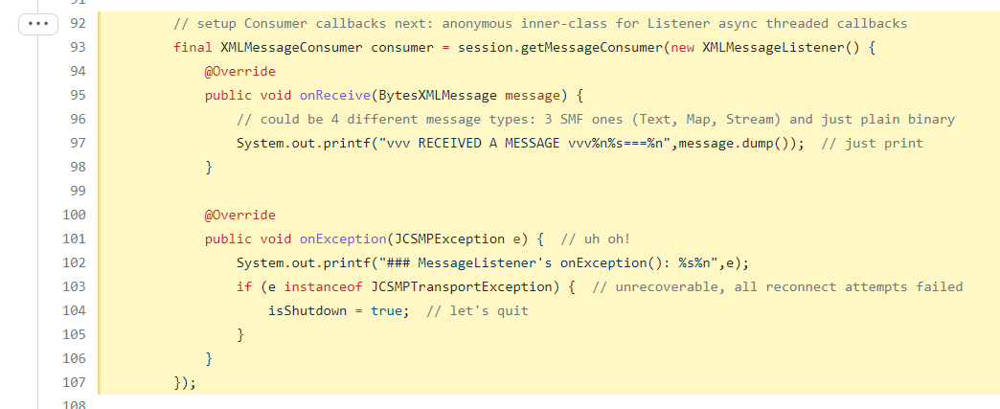 92 // setup Consumer callbacks next: anonymous inner-class for Listener async threaded callbacks
93 final XMLMessageConsumer consumer = session.getMessageConsumer(new XMLMessageListener() {
94 @Override
95 public void onReceive(BytesXMLMessage message) {
96 // could be 4 different message types: 3 SMF ones (Text, Map, Stream) and just plain binary
97 System.out.printf("vvv RECEIVED A MESSAGE vvv%n%s===%n",message.dump());  // just print
98 }
99
100 @Override
101 public void onException(JCSMPException e) {  // uh oh!
102 System.out.printf("### MessageListener's onException(): %s%n",e);
103 if (e instanceof JCSMPTransportException) {  // unrecoverable, all reconnect attempts failed
104 isShutdown = true;  // let's quit
105 }
106 }
107 });
108